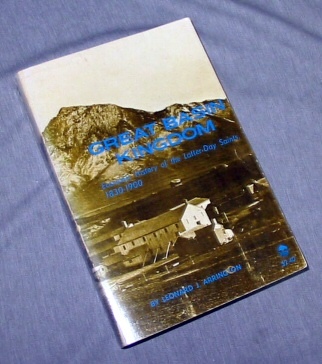 GREAT BASIN
KINGDOM
Economic History of the Latter-Day Saints
1830-1900
BY LEONARD J. ARRINGTON